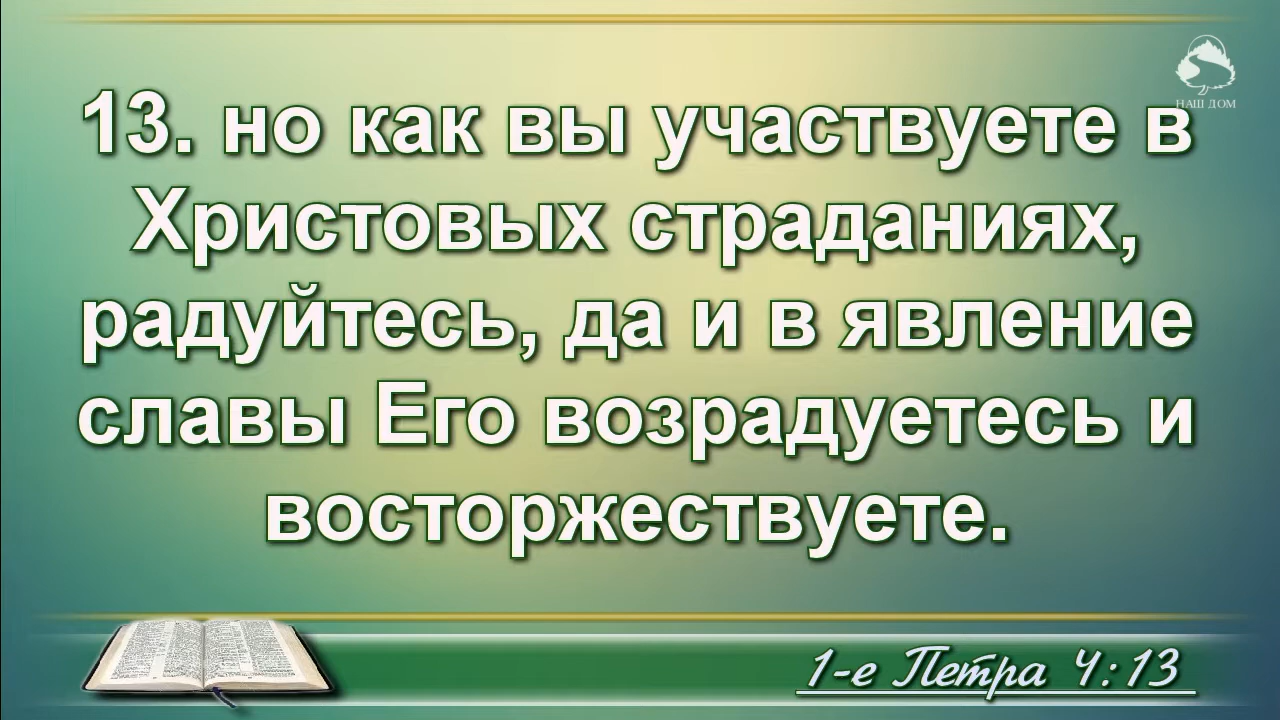 НАШ ДОМ
13. но как вы участвуете в
Христовых страданиях,
радуйтесь, да и в явление
славы Его возрадуетесь и
восторжествуете.
1-е Петра 4:13